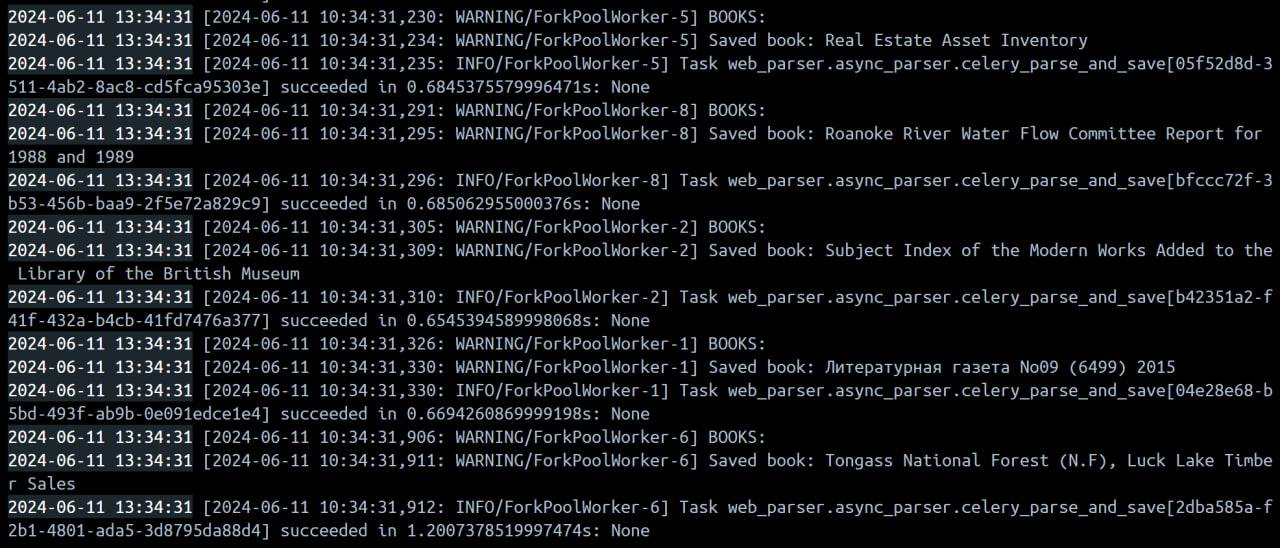 2024-06-11 13:34:31 [2024-06-11 10:34:31,230: WARNING/ForkPoolWorker-5] BOOKS:
2024-06-11 13:34:31 [2024-06-11 10:34:31,234: WARNING/ForkPoolWorker-5] Saved book: Real Estate Asset Inventory
2024-06-11 13:34:31 [2024-06-11 10:34:31,235: INFO/ForkPoolWorker-5] Task web_parser.async_parser.celery_parse_and_save[05f52d8d-3
511-4ab2-8ac8-cd5fca95303e] succeeded in 0.6845375579996471s: None
2024-06-11 13:34:31 [2024-06-11 10:34:31,291: WARNING/ForkPoolWorker-8] BOOKS:
2024-06-11 13:34:31 [2024-06-11 10:34:31,295: WARNING/ForkPoolWorker-8] Saved book: Roanoke River Water Flow Committee Report for
1988 and 1989
2024-06-11 13:34:31 [2024-06-11 10:34:31,296: INFO/ForkPoolWorker-8] Task web_parser.async_parser.celery_parse_and_save[bfccc72f-3
b53-456b-baa9-2f5e72a829c9] succeeded in 0.685062955000376s: None
2024-06-11 13:34:31 [2024-06-11 10:34:31,305: WARNING/ForkPoolWorker-2] BOOKS:
2024-06-11 13:34:31 [2024-06-11 10:34:31,309: WARNING/ForkPoolWorker-2] Saved book: Subject Index of the Modern Works Added to the
Library of the British Museum
2024-06-11 13:34:31 [2024-06-11 10:34:31,310: INFO/ForkPoolWorker-2] Task web_parser.async_parser.celery_parse_and_save[b42351a2-f
41f-432a-b4cb-41fd7476a377] succeeded in 0.6545394589998068s: None
2024-06-11 13:34:31 [2024-06-11 10:34:31,326: WARNING/ForkPoolWorker-1] BOOKS:
2024-06-11 13:34:31 [2024-06-11 10:34:31,330: WARNING/ForkPoolWorker-1] Saved book: Литературная газета No09 (6499) 2015
2024-06-11 13:34:31 [2024-06-11 10:34:31,330: INFO/ForkPoolWorker-1] Task web_parser.async_parser.celery_parse_and_save[04e28e68-b
5bd-493f-ab9b-0e091edce1e4] succeeded in 0.6694260869999198s: None
2024-06-11 13:34:31 [2024-06-11 10:34:31,906: WARNING/ForkPoolWorker-6] BOOKS:
2024-06-11 13:34:31 [2024-06-11 10:34:31,911: WARNING/ForkPoolWorker-6] Saved book: Tongass National Forest (N.F), Luck Lake Timbe
r Sales
2024-06-11 13:34:31 [2024-06-11 10:34:31,912: INFO/ForkPoolWorker-6] Task web_parser.async_parser.celery_parse_and_save[2dba585a-f
2b1-4801-ada5-3d8795da88d4] succeeded in 1.2007378519997474s: None